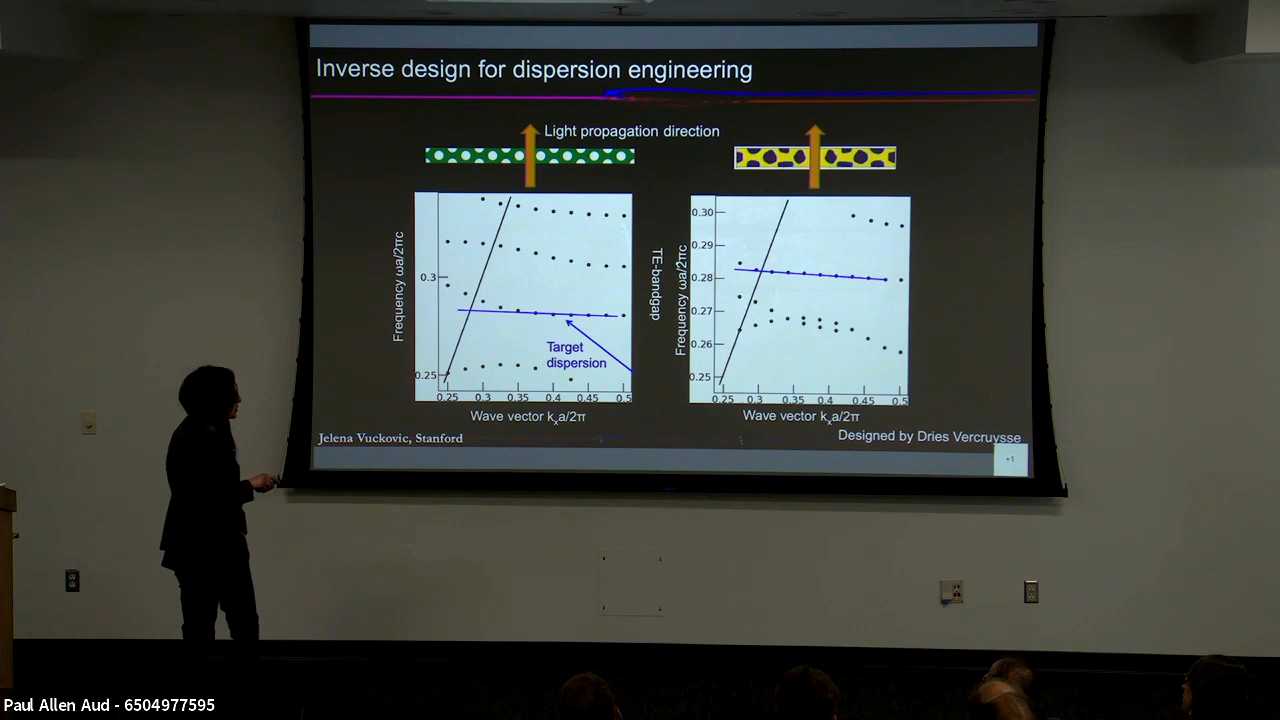 Inverse design for dispersion engineering
Light propagation direction
Frequency ωa/2πc
0.3
0.25
Target
dispersion
0.25 0.3 0.35 0.4 0.45 0.5
Wave vector kₓa/2π
TE-bandgap
Frequency ωa/2πc
0.30
0.29
0.28
0.27
0.26
0.25
0.25 0.3 0.35 0.4 0.45 0.5
Wave vector kₓa/2π
Jelena Vuckovic, Stanford
Designed by Dries Vercruysse
+1
Paul Allen Aud - 6504977595